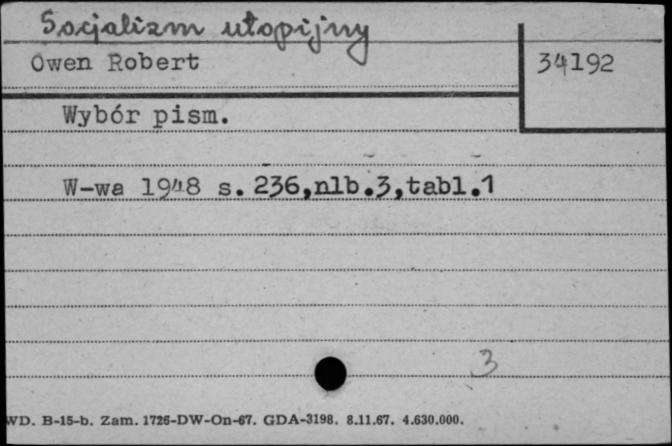 Socjalizm utopijny
Owen Robert
34192
Wybór pism.
W-wa 1948 s. 236,nlb.3,tabl.1
3
WD. B-15-b. Zam. 1726-DW-On-67. GDA-3198. 8.11.67. 4.630.000.